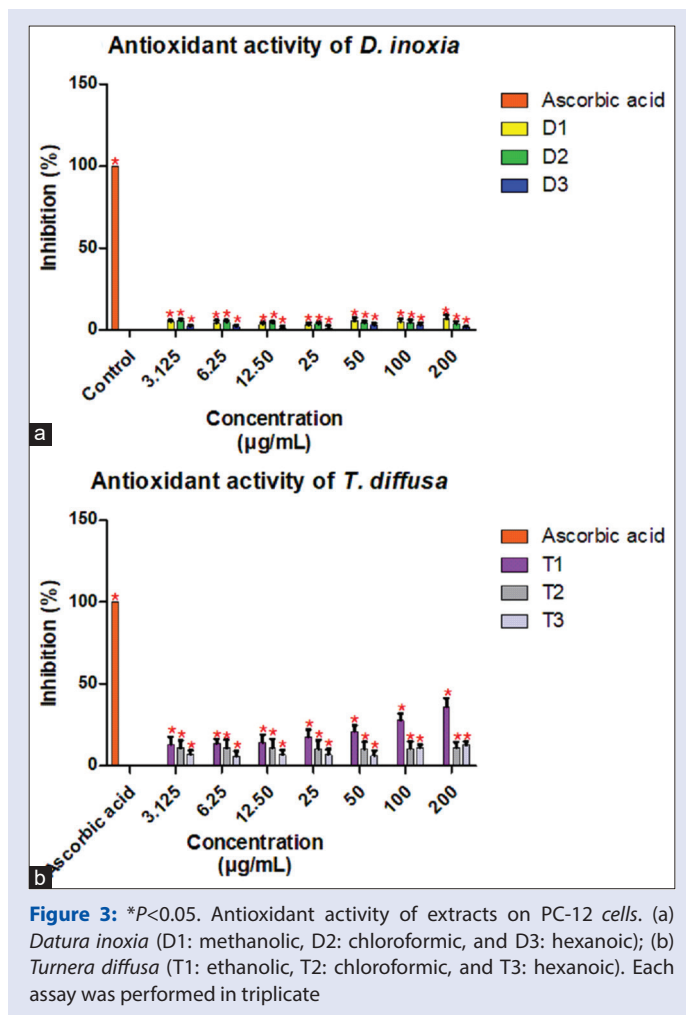 Antioxidant activity of D. inoxia
150
100
50
0
Inhibition (%)
* * * * * * * * * * * * * * * * * * * * * *
Control
3.125
6.25
12.50
25
50
100
200
Concentration
(µg/mL)
Ascorbic acid
D1
D2
D3
a
Antioxidant activity of T. diffusa
150
100
50
0
Inhibition (%)
* * * * * * * * * * * * * * * * * * * * * *
Ascorbic acid
3.125
6.25
12.50
25
50
100
200
Concentration
(µg/mL)
Ascorbic acid
T1
T2
T3
b
Figure 3: *P<0.05. Antioxidant activity of extracts on PC-12 cells. (a)
Datura inoxia (D1: methanolic, D2: chloroformic, and D3: hexanoic); (b)
Turnera diffusa (T1: ethanolic, T2: chloroformic, and T3: hexanoic). Each
assay was performed in triplicate